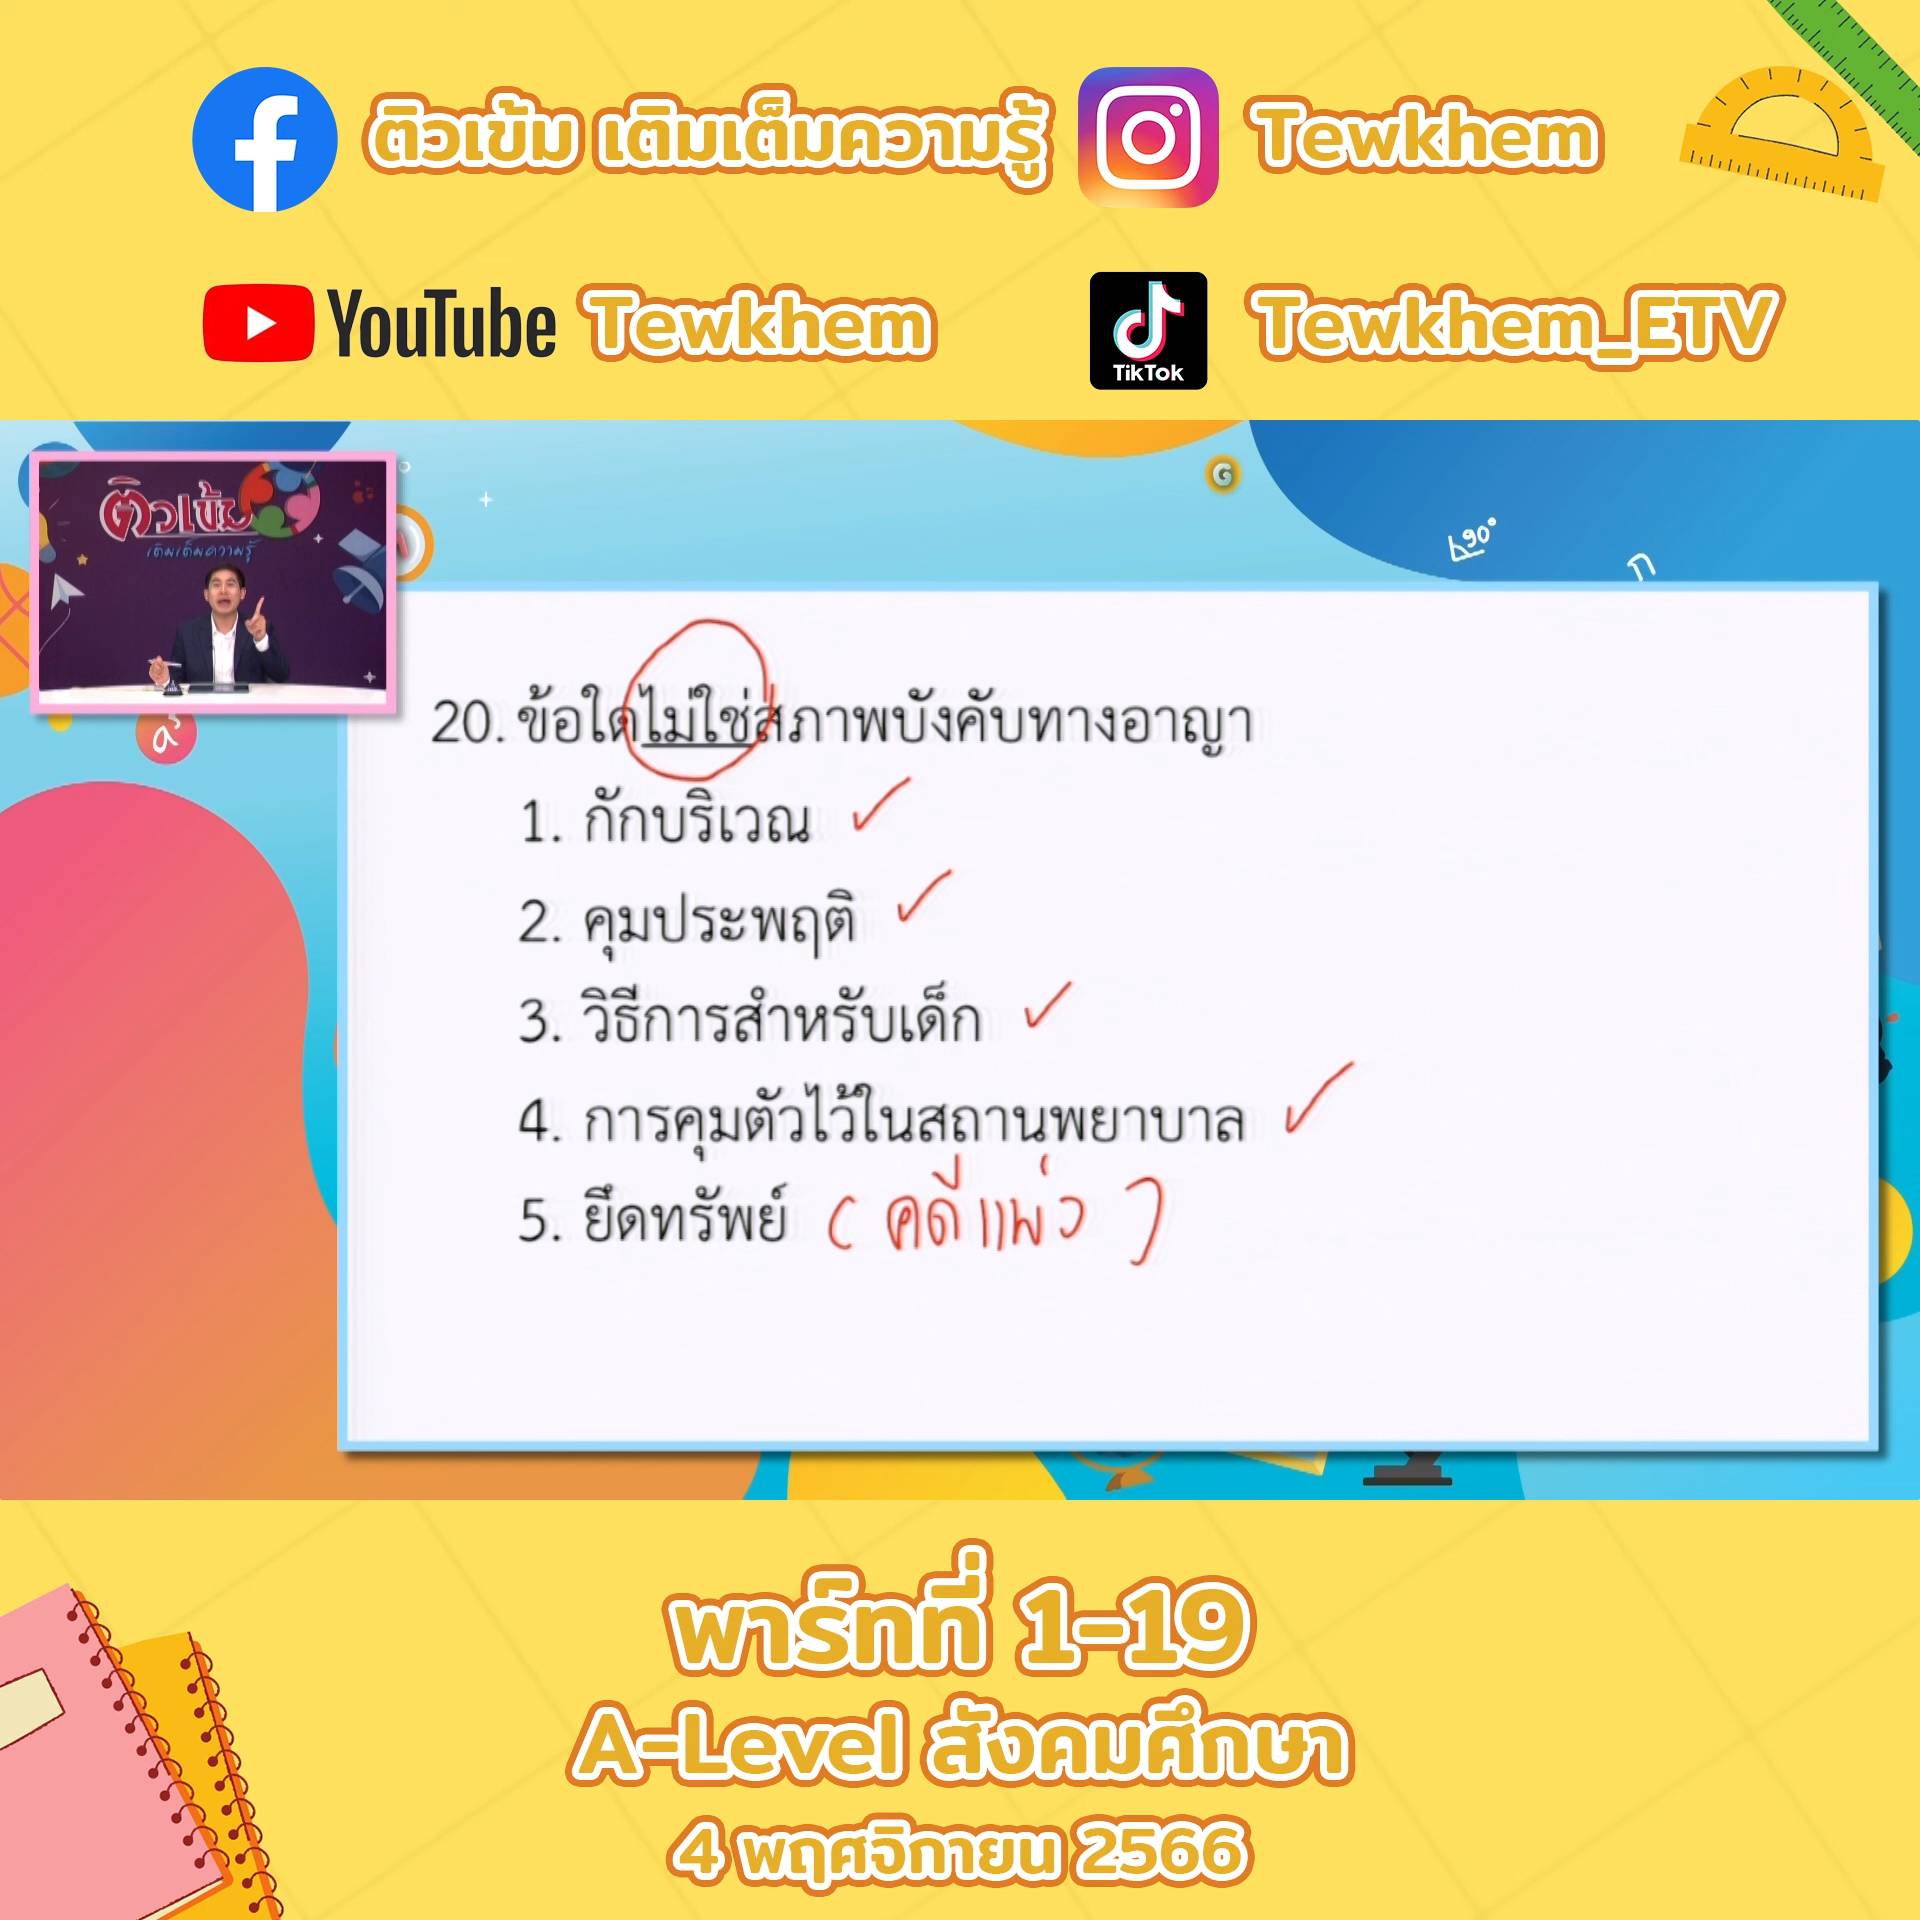 ติวเข้ม เติมเต็มความรู้
Tewkhem
YouTube Tewkhem
TikTok
Tewkhem_ETV
ติวเข้ม
เติมเต็มความรู้
20. ข้อใดไม่ใช่สภาพบังคับทางอาญา
1. กักบริเวณ
2. คุมประพฤติ
3. วิธีการสำหรับเด็ก
4. การคุมตัวไว้ในสถานพยาบาล
5. ยึดทรัพย์ (คดีแพ่ง)
พาร์ทที่ 1-19
A-Level สังคมศึกษา
4 พฤศจิกายน 2566